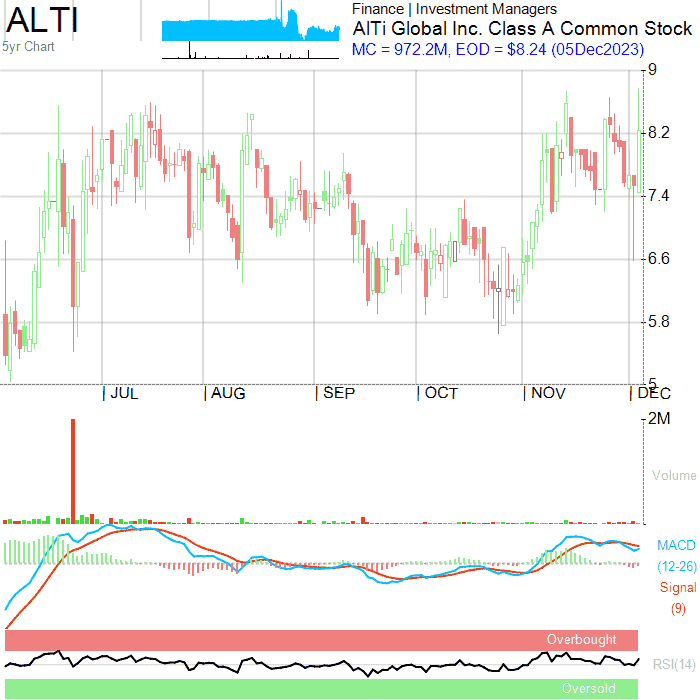 ALTI
5yr Chart
Finance | Investment Managers
AlTi Global Inc. Class A Common Stock
MC = 972.2M, EOD = $8.24 (05Dec2023)
9
8.2
7.4
6.6
5.8
5
| JUL | AUG | SEP | OCT | NOV | DEC
2M
Volume
MACD
(12-26)
Signal
(9)
Overbought
RSI(14)
Oversold